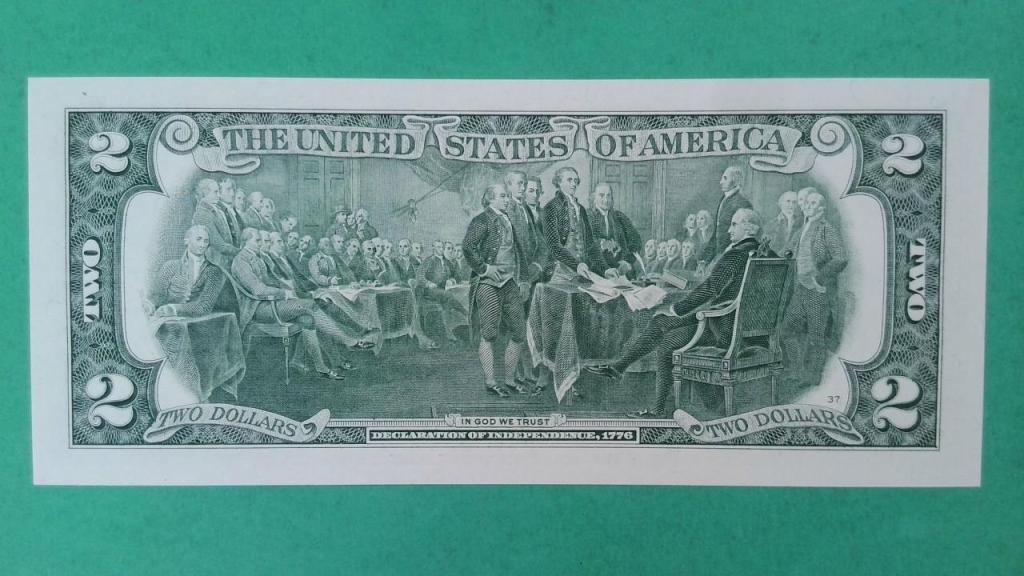 2 THE UNITED STATES OF AMERICA 2
TWO TWO
37
2 TWO DOLLARS IN GOD WE TRUST TWO DOLLARS 2
DECLARATION OF INDEPENDENCE, 1776